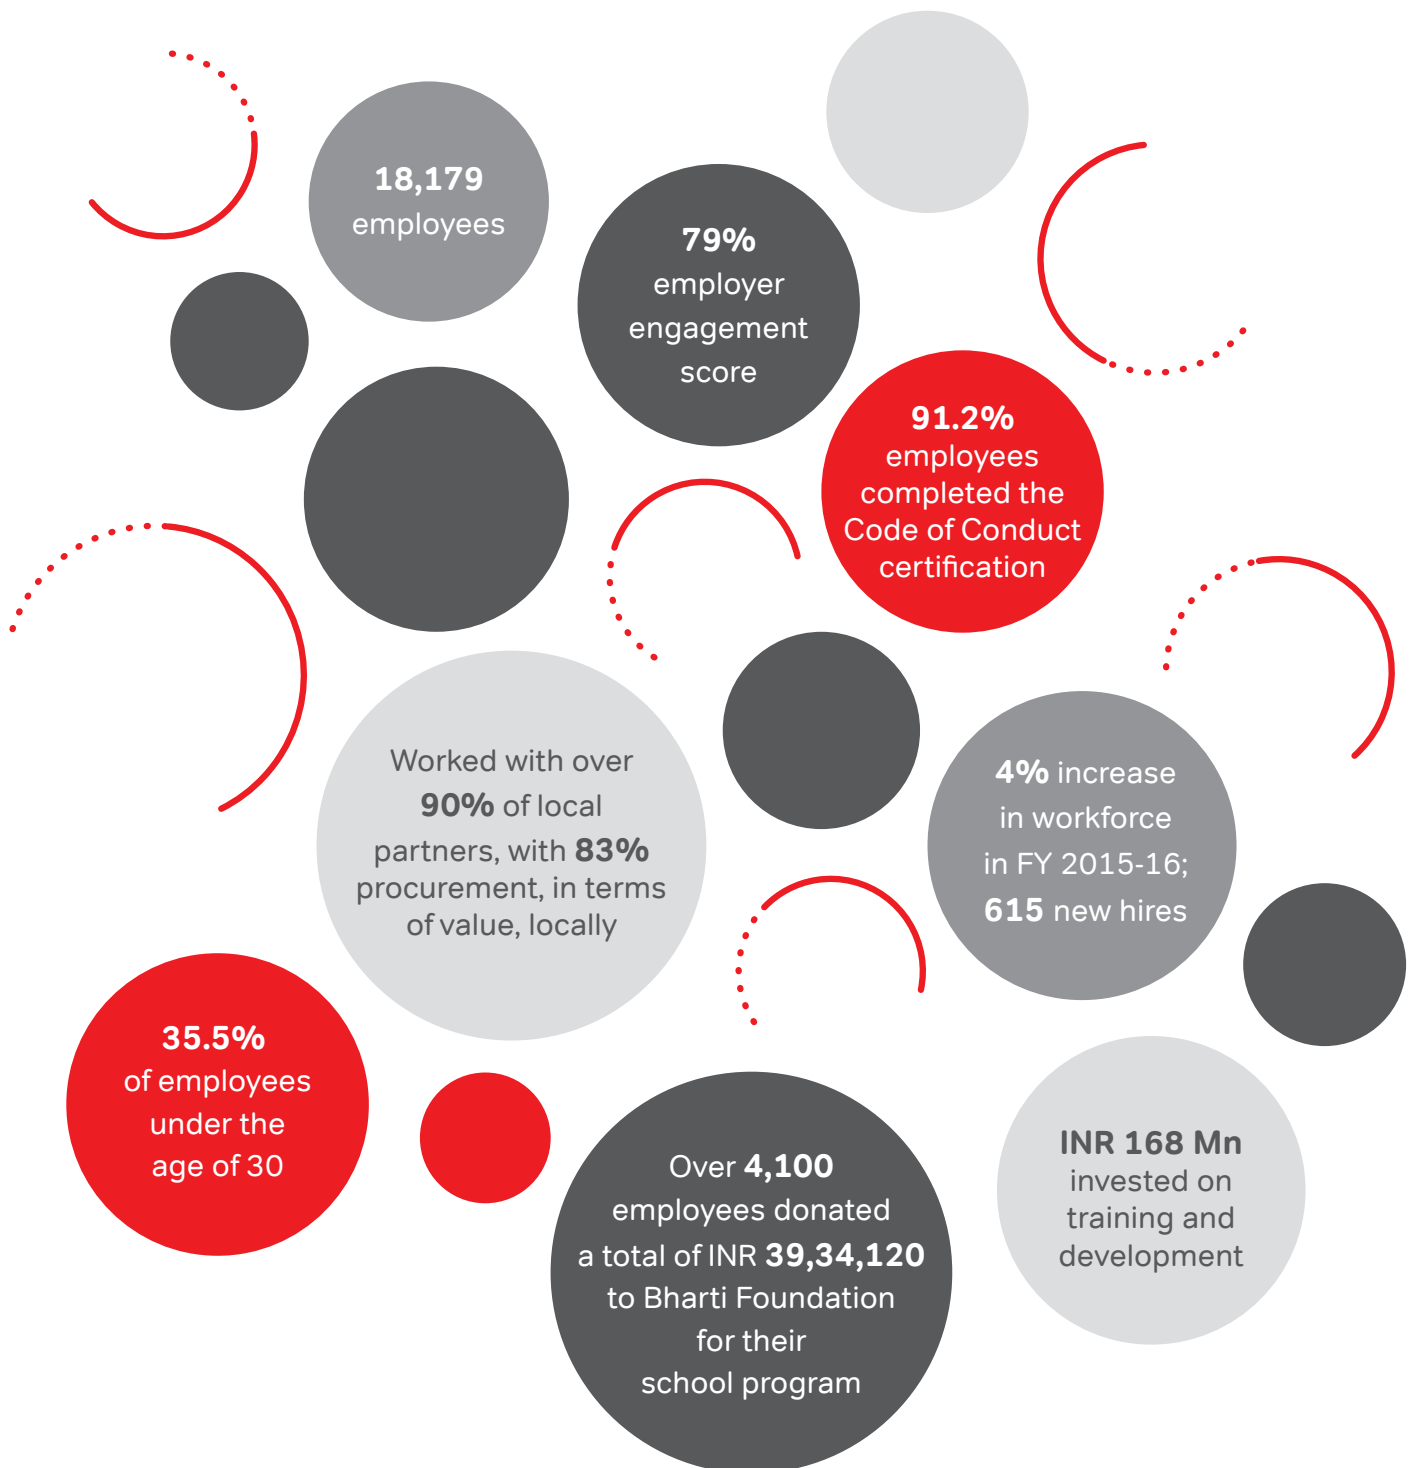 18,179
employees
79%
employer
engagement
score
91.2%
employees
completed the
Code of Conduct
certification
Worked with over
90% of local
partners, with 83%
procurement, in terms
of value, locally
4% increase
in workforce
in FY 2015-16;
615 new hires
35.5%
of employees
under the
age of 30
Over 4,100
employees donated
a total of INR 39,34,120
to Bharti Foundation
for their
school program
INR 168 Mn
invested on
training and
development